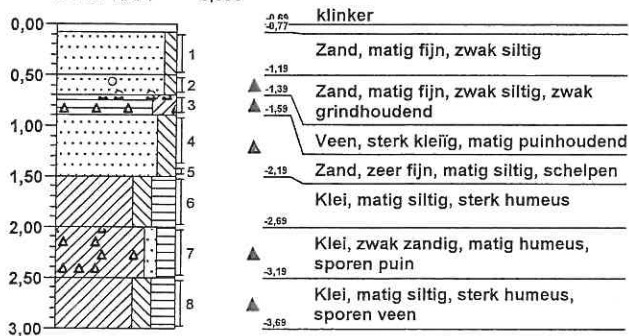 0,00
0,50
1,00
1,50
2,00
2,50
3,00
1
2
3
4
5
6
7
8
-0,69
klinker
-0,77
Zand, matig fijn, zwak siltig
-1,19
-1,39
Zand, matig fijn, zwak siltig, zwak
grindhoudend
-1,59
Veen, sterk kleiïg, matig puinhoudend
-2,19
Zand, zeer fijn, matig siltig, schelpen
Klei, matig siltig, sterk humeus
-2,69
Klei, zwak zandig, matig humeus,
sporen puin
-3,19
Klei, matig siltig, sterk humeus,
sporen veen
-3,69